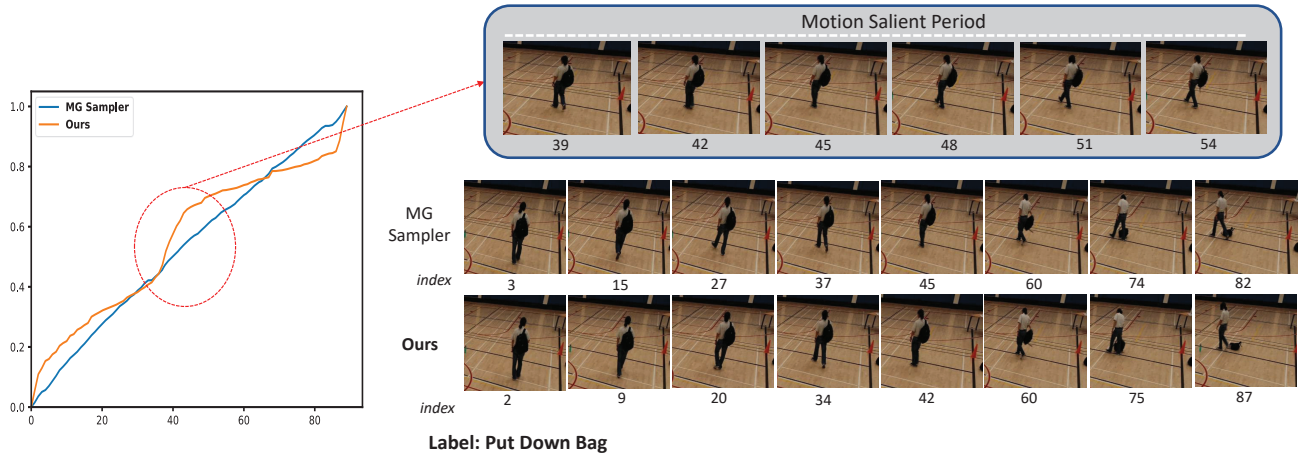 Motion Salient Period
39 42 45 48 51 54
1.0
0.8
0.6
0.4
0.2
0.0
0 20 40 60 80
MG Sampler
Ours
MG
Sampler
index
3 15 27 37 45 60 74 82
Ours
index
2 9 20 34 42 60 75 87
Label: Put Down Bag